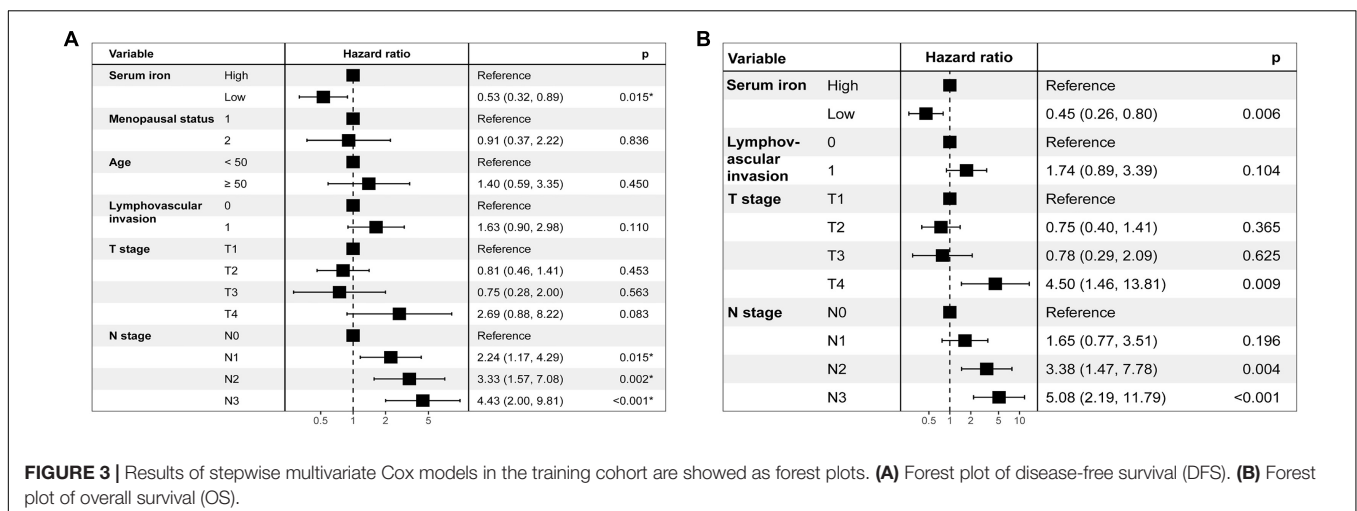 A
Variable Hazard ratio p
Serum iron High Reference
Low 0.53 (0.32, 0.89) 0.015*
Menopausal status 1 Reference
2 0.91 (0.37, 2.22) 0.836
Age < 50 Reference
≥ 50 1.40 (0.59, 3.35) 0.450
Lymphovascular invasion 0 Reference
1 1.63 (0.90, 2.98) 0.110
T stage T1 Reference
T2 0.81 (0.46, 1.41) 0.453
T3 0.75 (0.28, 2.00) 0.563
T4 2.69 (0.88, 8.22) 0.083
N stage N0 Reference
N1 2.24 (1.17, 4.29) 0.015*
N2 3.33 (1.57, 7.08) 0.002*
N3 4.43 (2.00, 9.81) <0.001*
0.5 1 2 5
B
Variable Hazard ratio p
Serum iron High Reference
Low 0.45 (0.26, 0.80) 0.006
Lymphov-
ascular
invasion 0 Reference
1 1.74 (0.89, 3.39) 0.104
T stage T1 Reference
T2 0.75 (0.40, 1.41) 0.365
T3 0.78 (0.29, 2.09) 0.625
T4 4.50 (1.46, 13.81) 0.009
N stage N0 Reference
N1 1.65 (0.77, 3.51) 0.196
N2 3.38 (1.47, 7.78) 0.004
N3 5.08 (2.19, 11.79) <0.001
0.5 1 2 5 10
FIGURE 3 | Results of stepwise multivariate Cox models in the training cohort are showed as forest plots. (A) Forest plot of disease-free survival (DFS). (B) Forest
plot of overall survival (OS).